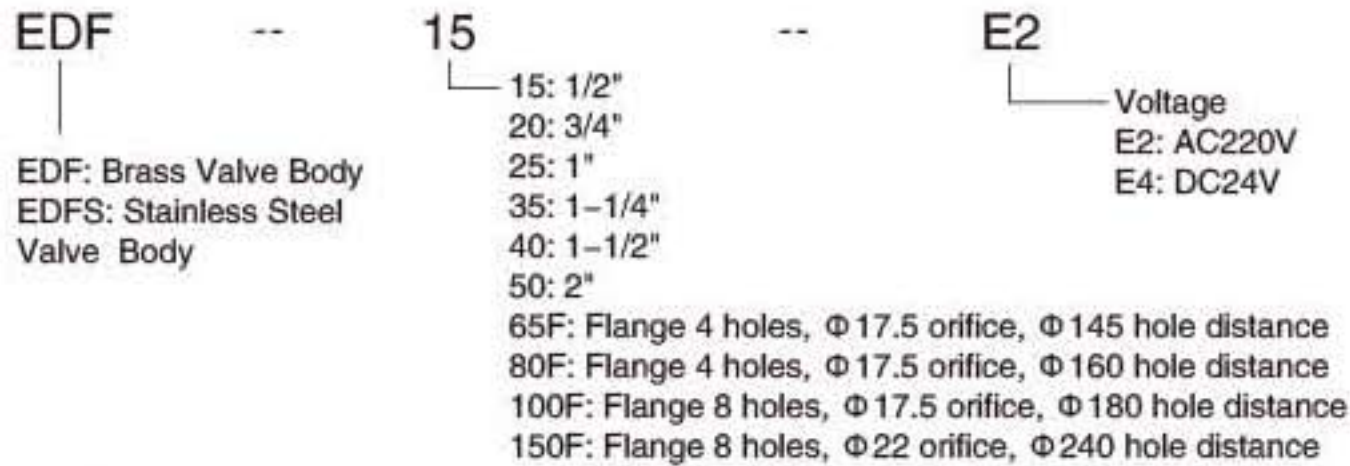 EDF -- 15 -- E2
EDF: Brass Valve Body
EDFS: Stainless Steel
Valve Body
15: 1/2"
20: 3/4"
25: 1"
35: 1–1/4"
40: 1–1/2"
50: 2"
65F: Flange 4 holes, Φ17.5 orifice, Φ145 hole distance
80F: Flange 4 holes, Φ17.5 orifice, Φ160 hole distance
100F: Flange 8 holes, Φ17.5 orifice, Φ180 hole distance
150F: Flange 8 holes, Φ22 orifice, Φ240 hole distance
Voltage
E2: AC220V
E4: DC24V